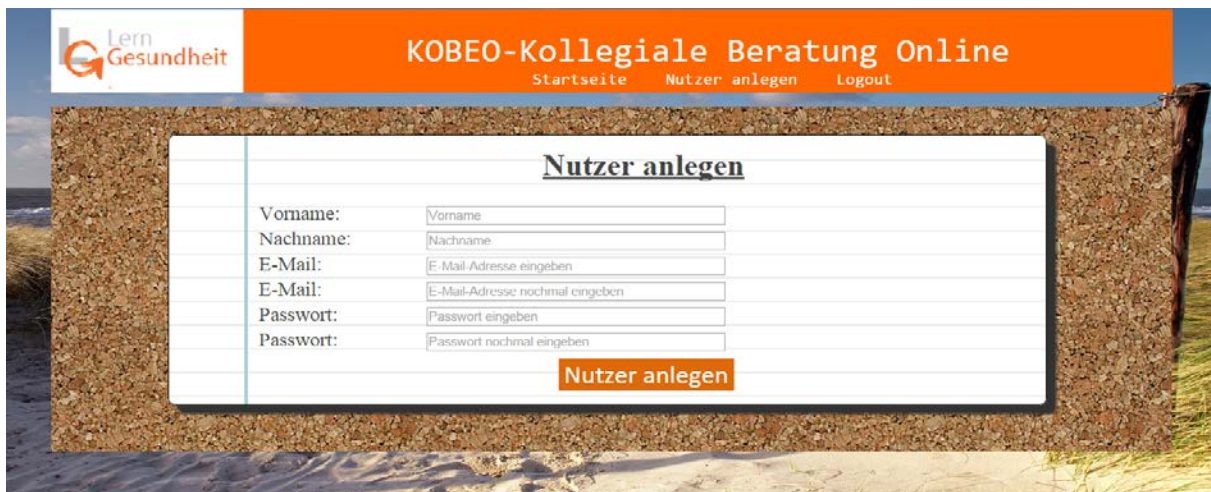 Lern
Gesundheit
KOBEO-Kollegiale Beratung Online
Startseite Nutzer anlegen Logout
Nutzer anlegen
Vorname: Vorname
Nachname: Nachname
E-Mail: E-Mail-Adresse eingeben
E-Mail: E-Mail-Adresse nochmal eingeben
Passwort: Passwort eingeben
Passwort: Passwort nochmal eingeben
Nutzer anlegen